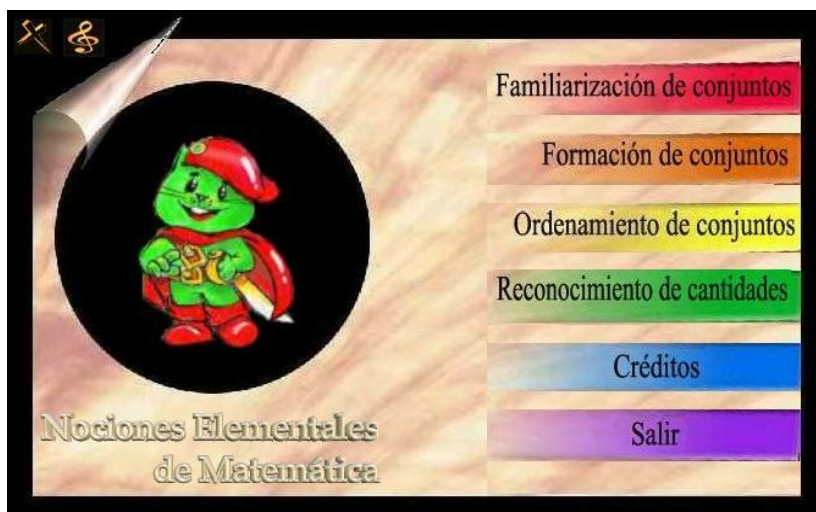 Familiarización de conjuntos
Formación de conjuntos
Ordenamiento de conjuntos
Reconocimiento de cantidades
Créditos
Salir
Nociones Elementales
de Matemática